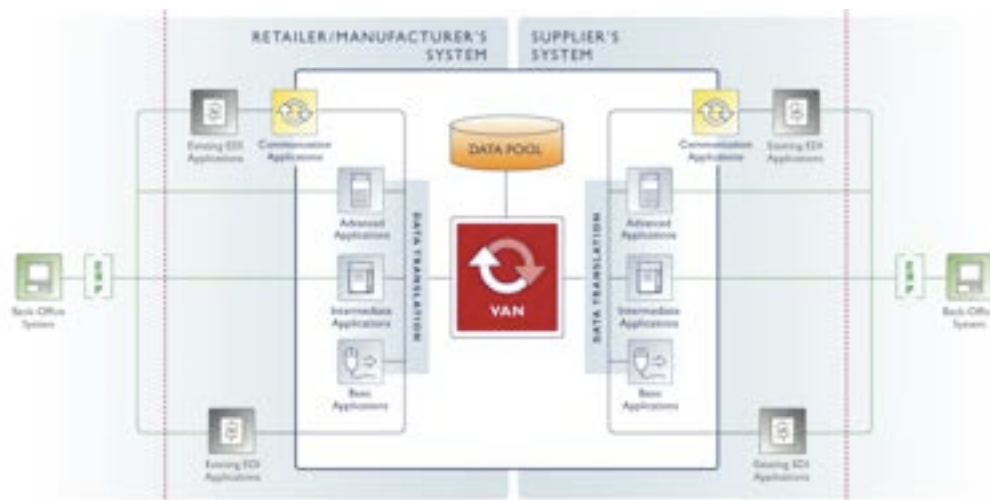 RETAILER/MANUFACTURER'S
SYSTEM
SUPPLIER'S
SYSTEM
Existing EDI
Applications
Communication
Applications
DATA POOL
Communication
Applications
Existing EDI
Applications
Advanced
Applications
DATA TRANSLATION
VAN
DATA TRANSLATION
Advanced
Applications
Back-Office
System
Intermediate
Applications
Intermediate
Applications
Back-Office
System
Basic
Applications
Basic
Applications
Existing EDI
Applications
Existing EDI
Applications